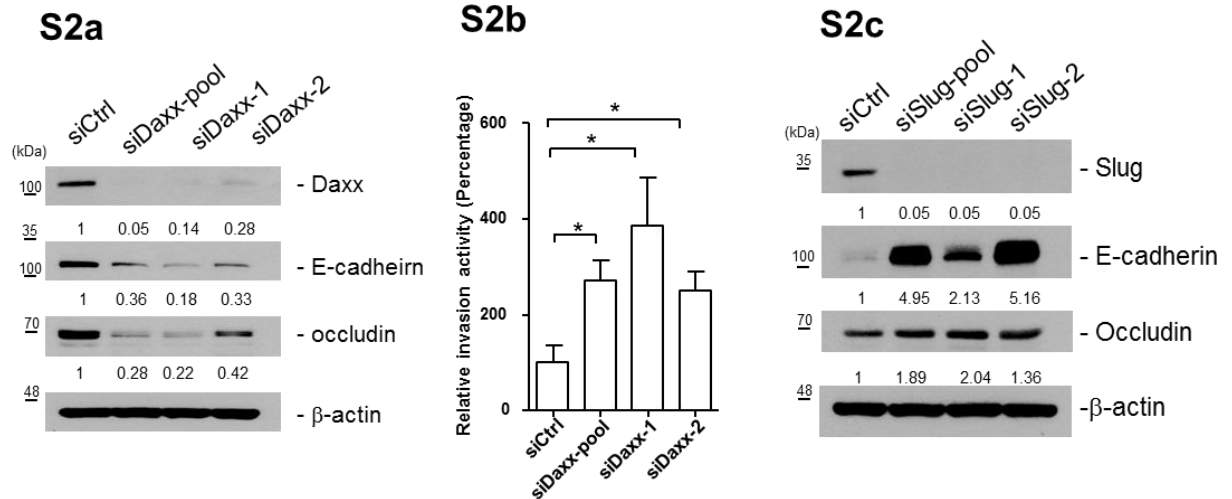 S2a
siCtrl
siDaxx-pool
siDaxx-1
siDaxx-2
(kDa)
100
- Daxx
1 0.05 0.14 0.28
35
100
- E-cadheirn
1 0.36 0.18 0.33
70
- occludin
1 0.28 0.22 0.42
48
- β-actin
S2b
Relative invasion activity (Percentage)
600
400
200
0
*
*
*
siCtrl
siDaxx-pool
siDaxx-1
siDaxx-2
S2c
siCtrl
siSlug-pool
siSlug-1
siSlug-2
(kDa)
35
- Slug
1 0.05 0.05 0.05
100
- E-cadherin
1 4.95 2.13 5.16
70
- Occludin
1 1.89 2.04 1.36
48
-β-actin